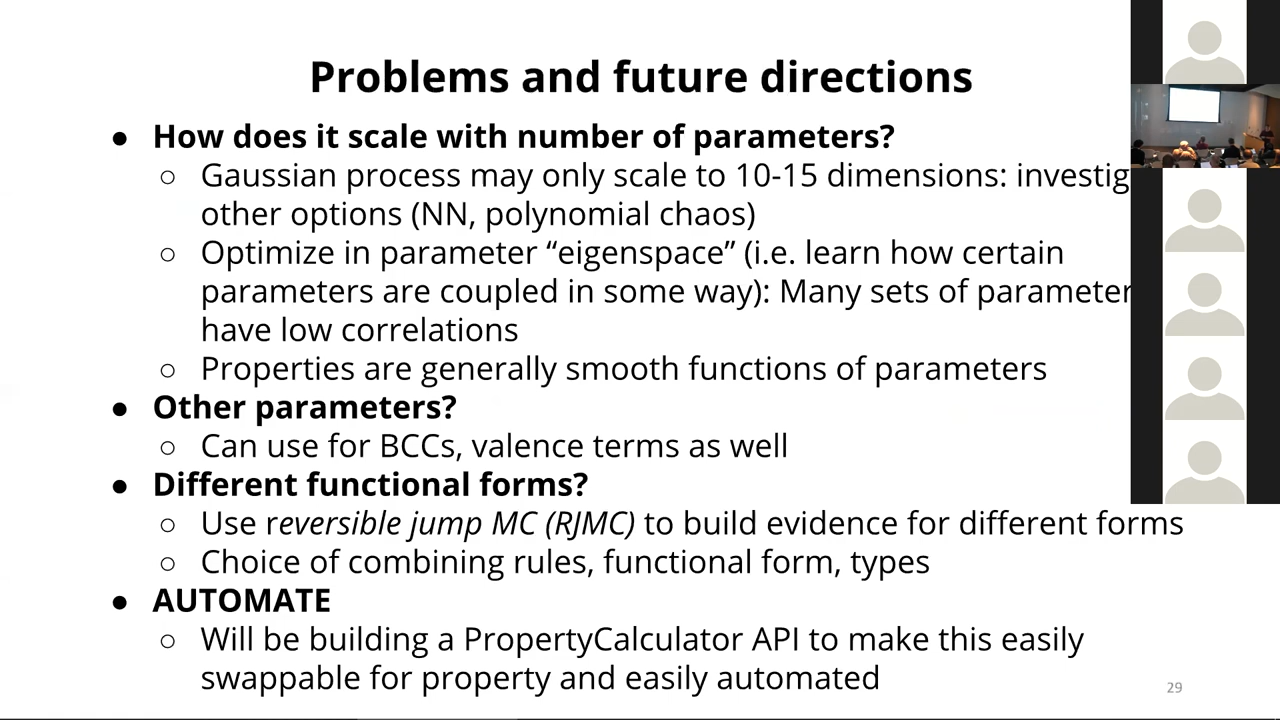 Problems and future directions
● How does it scale with number of parameters?
○ Gaussian process may only scale to 10-15 dimensions: investig
other options (NN, polynomial chaos)
○ Optimize in parameter “eigenspace” (i.e. learn how certain
parameters are coupled in some way): Many sets of parameter
have low correlations
○ Properties are generally smooth functions of parameters
● Other parameters?
○ Can use for BCCs, valence terms as well
● Different functional forms?
○ Use reversible jump MC (RJMC) to build evidence for different forms
○ Choice of combining rules, functional form, types
● AUTOMATE
○ Will be building a PropertyCalculator API to make this easily
swappable for property and easily automated
29